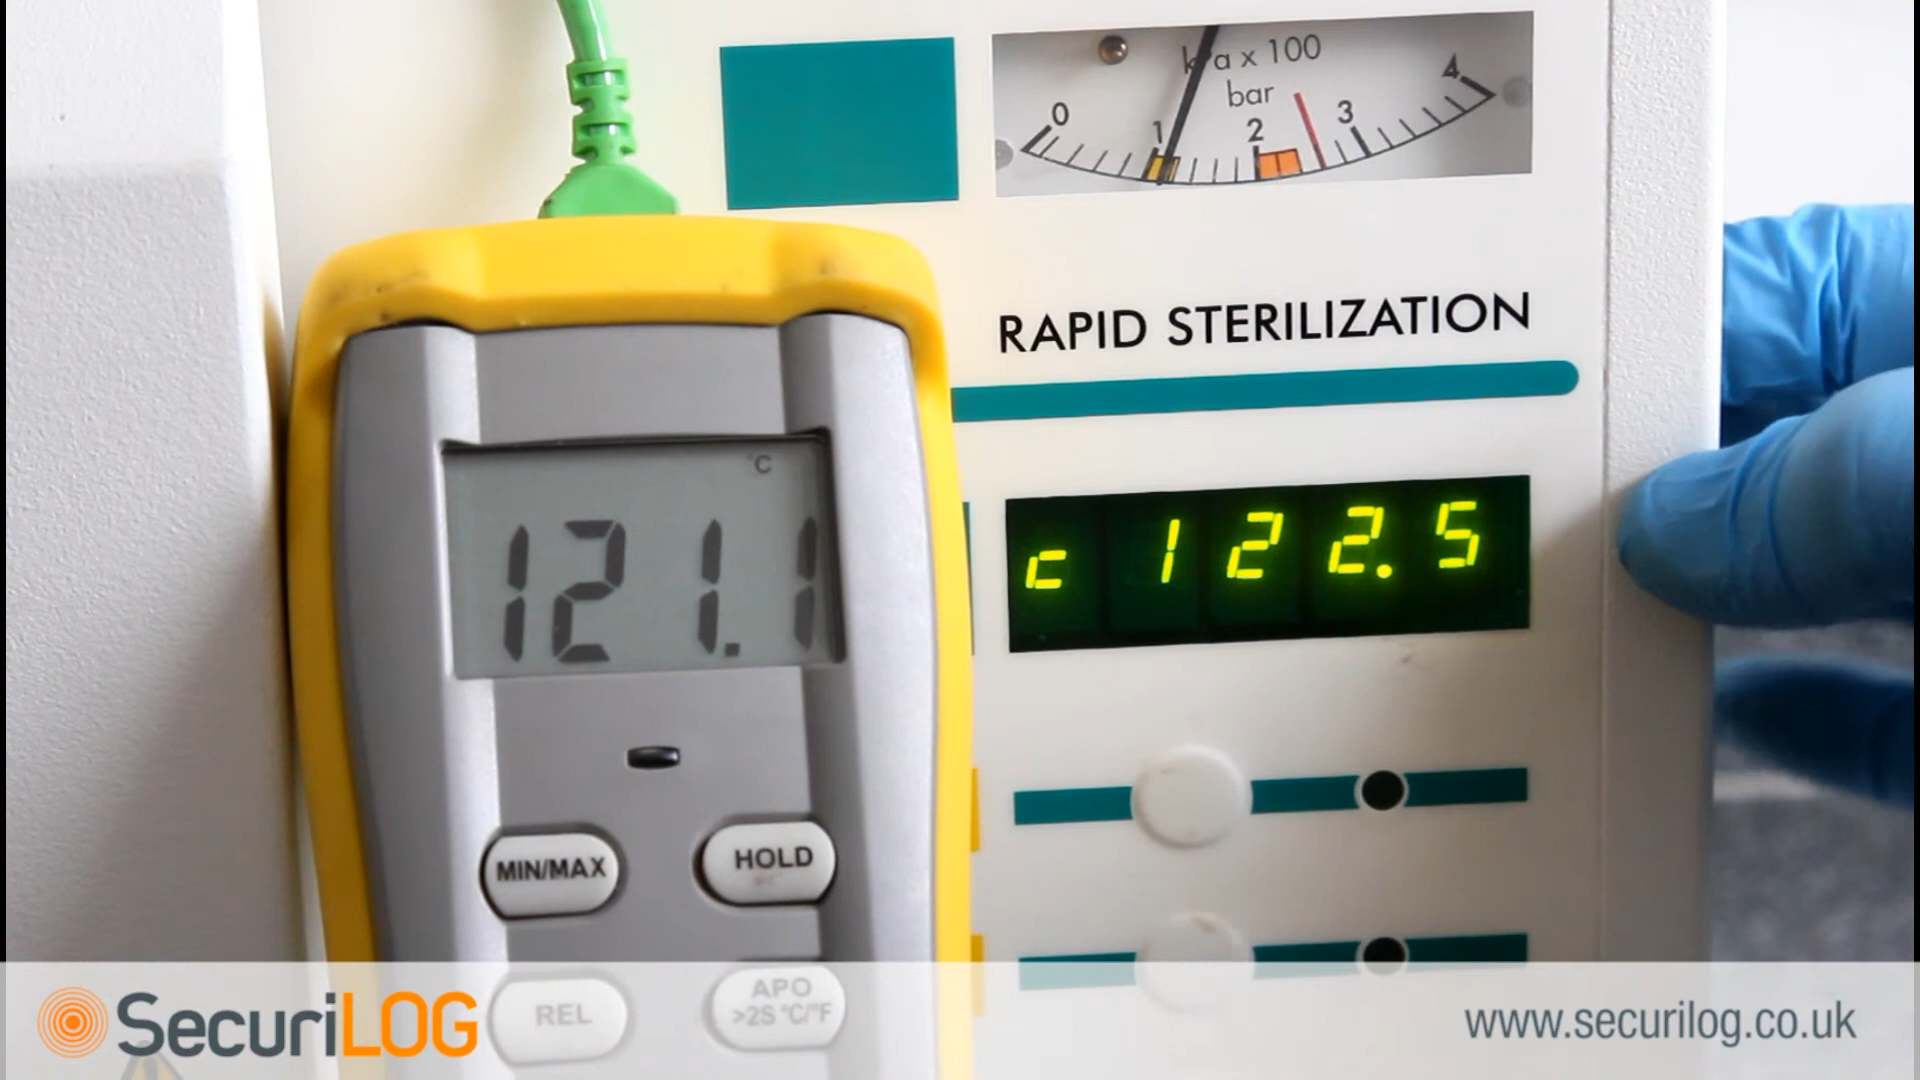 kPa x 100
bar
0
1
2
3
4
RAPID STERILIZATION
°C
121.1
c 122.5
MIN/MAX
HOLD
REL
APO
>2S °C/°F
SecuriLOG
www.securilog.co.uk